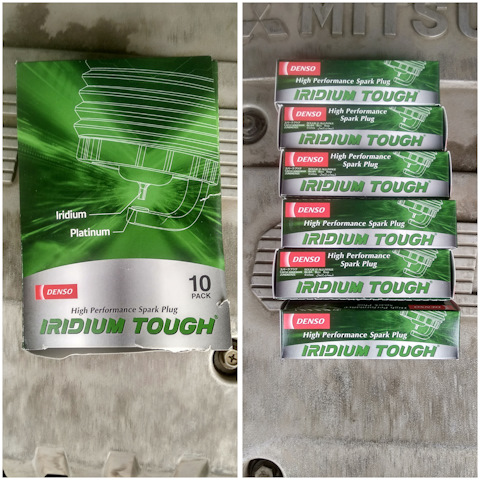 Iridium
Platinum
10
PACK
DENSO
High Performance Spark Plug
IRIDIUM TOUGH
MITSU
DENSO
High Performance Spark Plug
IRIDIUM TOUGH
DENSO
High Performance
Spark Plug
IRIDIUM TOUGH
DENSO
High Performance
Spark Plug
IRIDIUM TOUGH
DENSO
High Performance Spark Plug
IRIDIUM TOUGH
DENSO
High Performance
Spark Plug
IRIDIUM TOUGH
DENSO
High Performance Spark Plug
IRIDIUM TOUGH